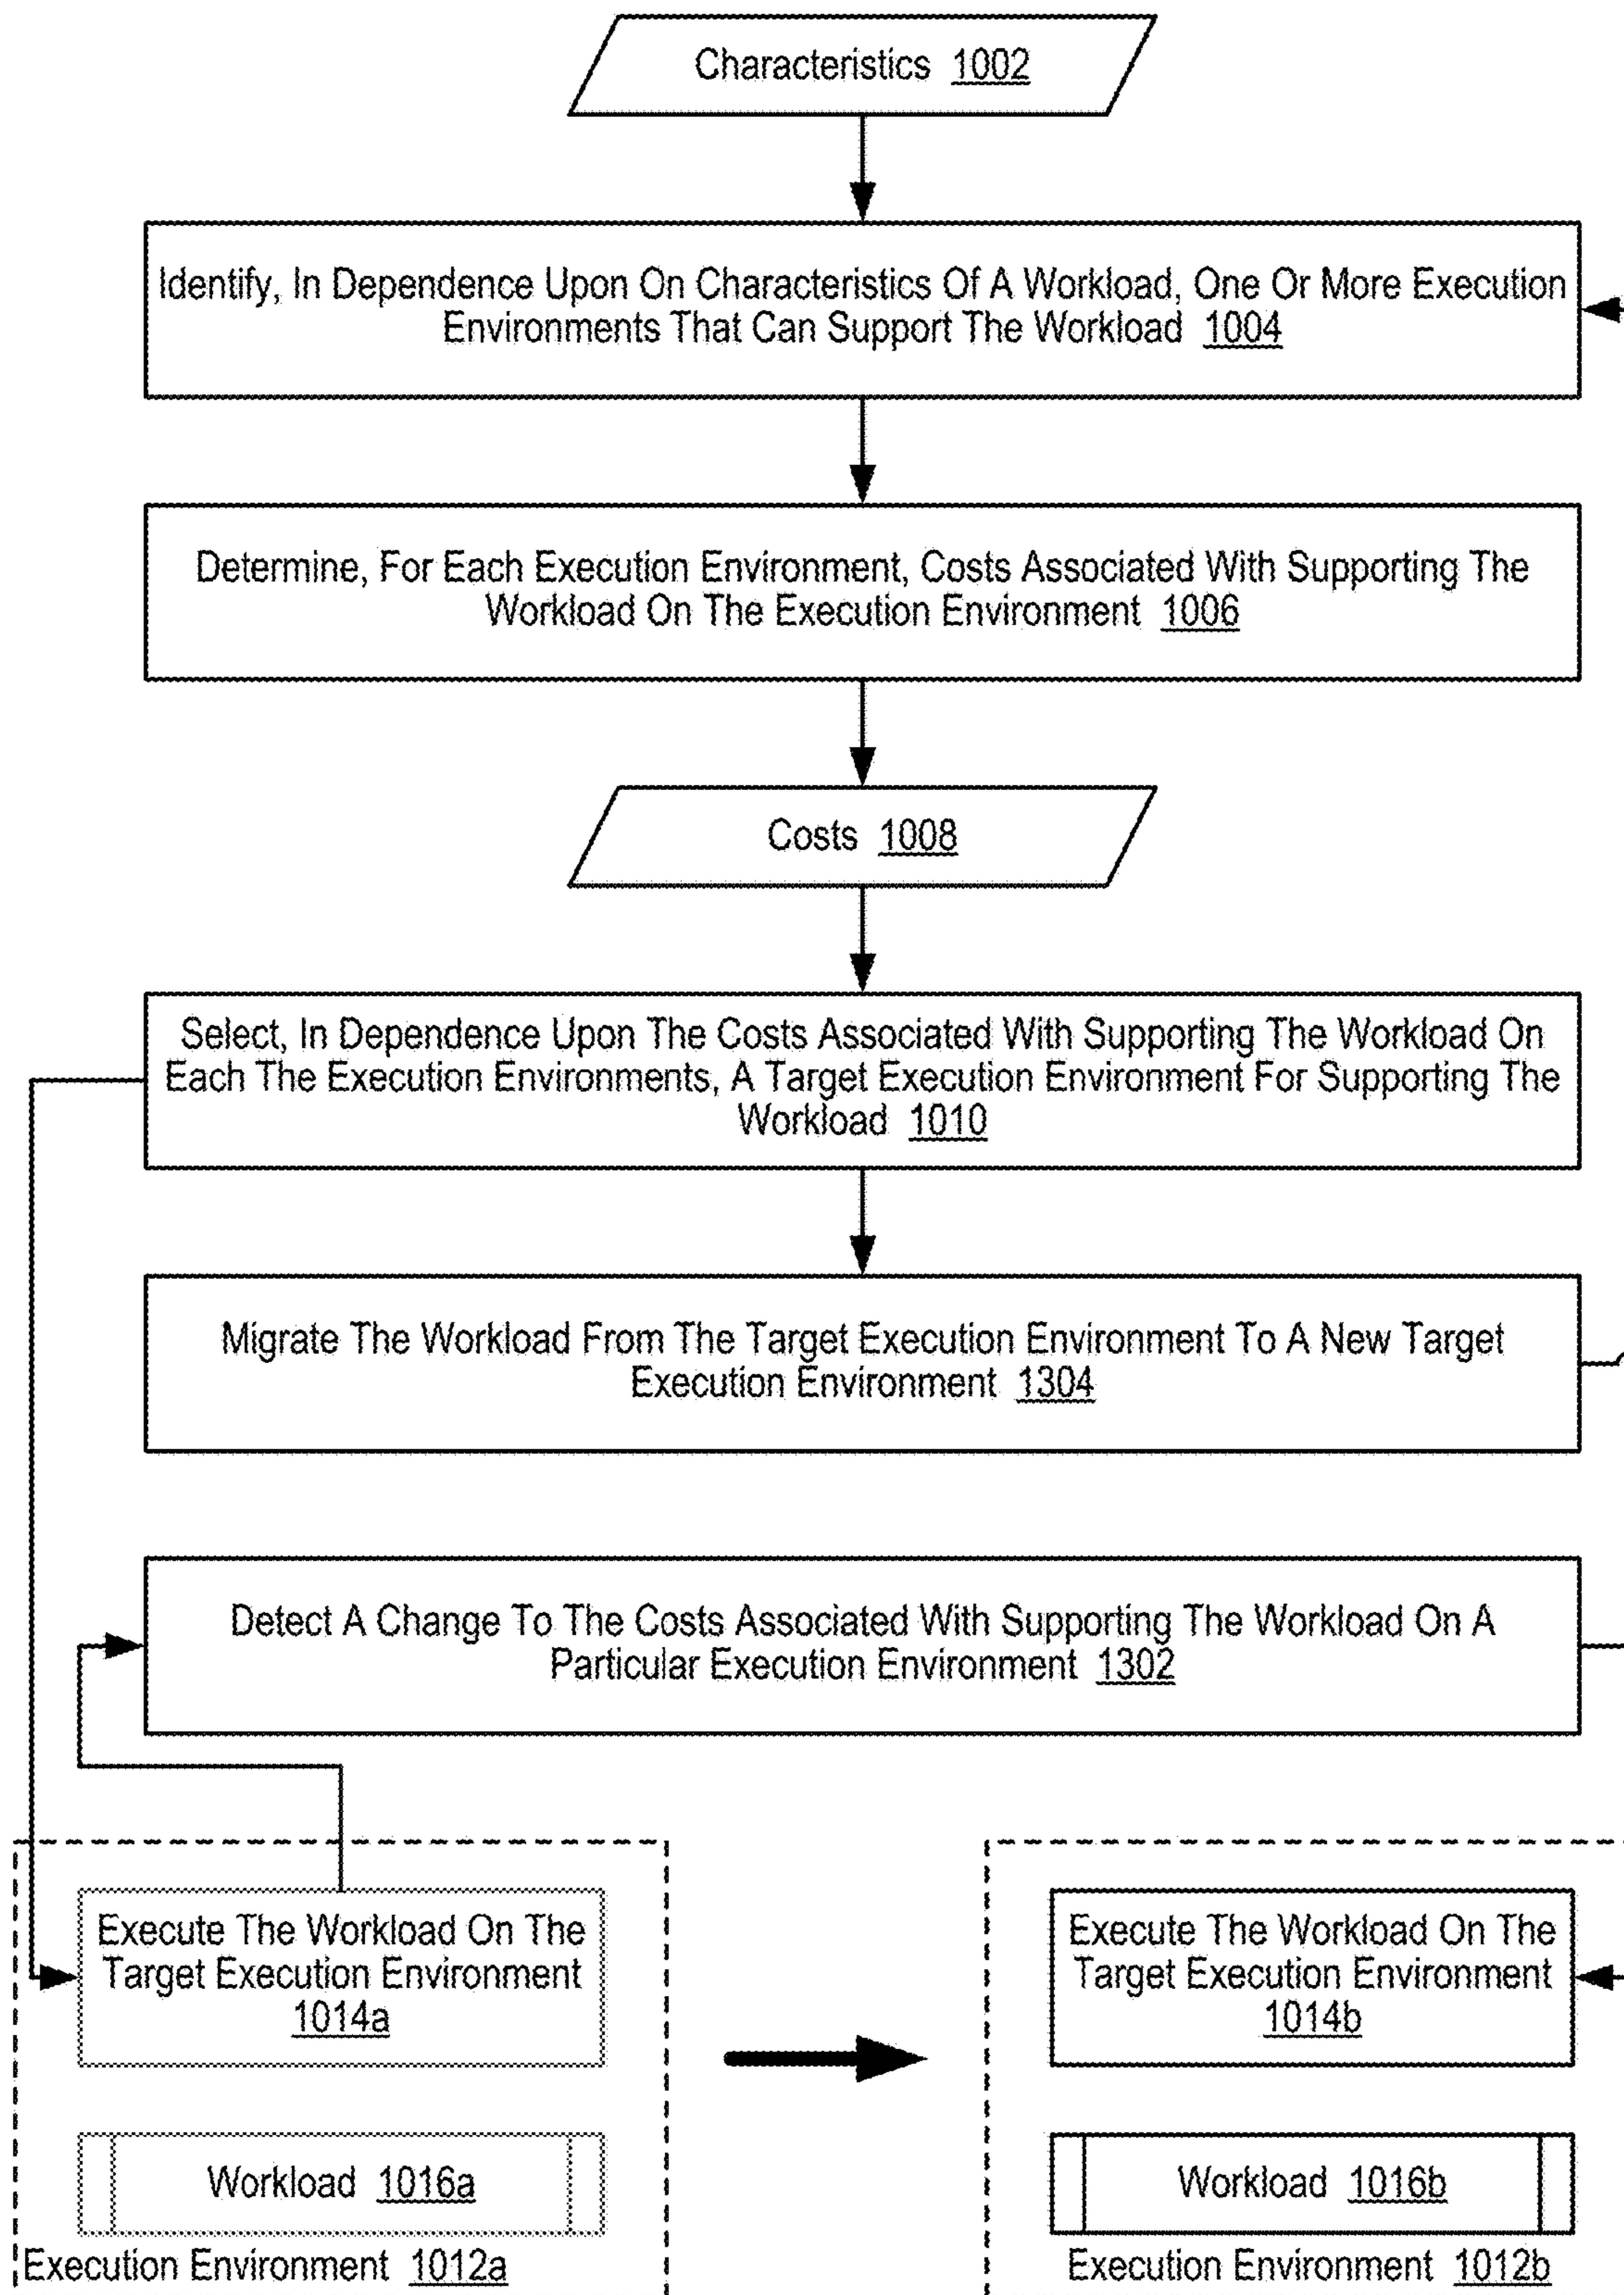 Characteristics 1002
Identify, In Dependence Upon On Characteristics Of A Workload, One Or More Execution
Environments That Can Support The Workload 1004
Determine, For Each Execution Environment, Costs Associated With Supporting The
Workload On The Execution Environment 1006
Costs 1008
Select, In Dependence Upon The Costs Associated With Supporting The Workload On
Each The Execution Environments, A Target Execution Environment For Supporting The
Workload 1010
Migrate The Workload From The Target Execution Environment To A New Target
Execution Environment 1304
Detect A Change To The Costs Associated With Supporting The Workload On A
Particular Execution Environment 1302
Execute The Workload On The
Target Execution Environment
1014a
Workload 1016a
Execution Environment 1012a
Execute The Workload On The
Target Execution Environment
1014b
Workload 1016b
Execution Environment 1012b